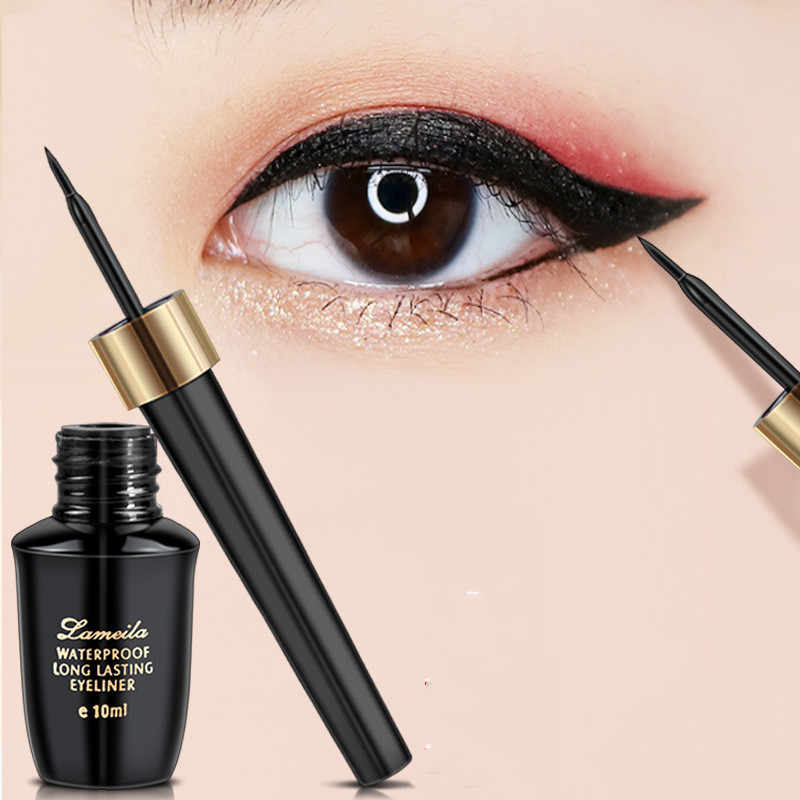 Lameila
WATERPROOF
LONG LASTING
EYELINER
e 10ml